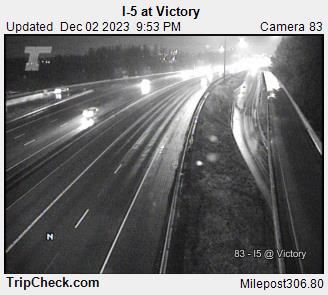 I-5 at Victory
Updated  Dec 02 2023  9:53 PM
Camera 83
T
N
83 - I5 @ Victory
TripCheck.com
Milepost306.80